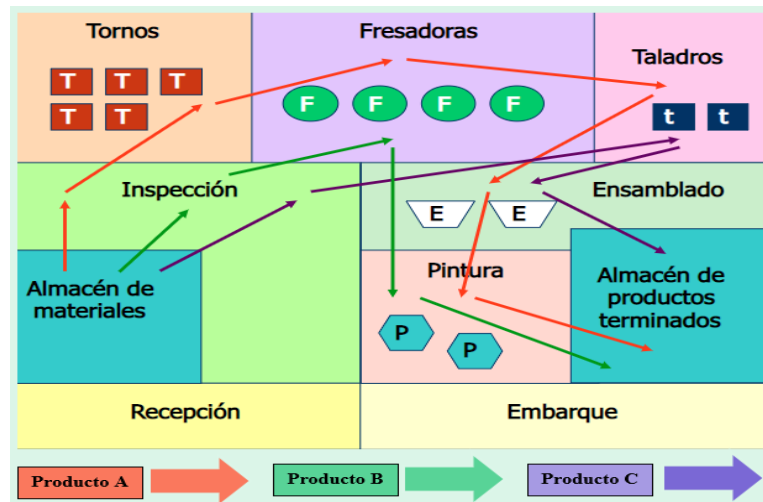 Tornos
Fresadoras
Taladros
T T T
T T
F F F F
t t
Inspección
Ensamblado
E E
Almacén de
materiales
Pintura
P
P
Almacén de
productos
terminados
Recepción
Embarque
Producto A
Producto B
Producto C